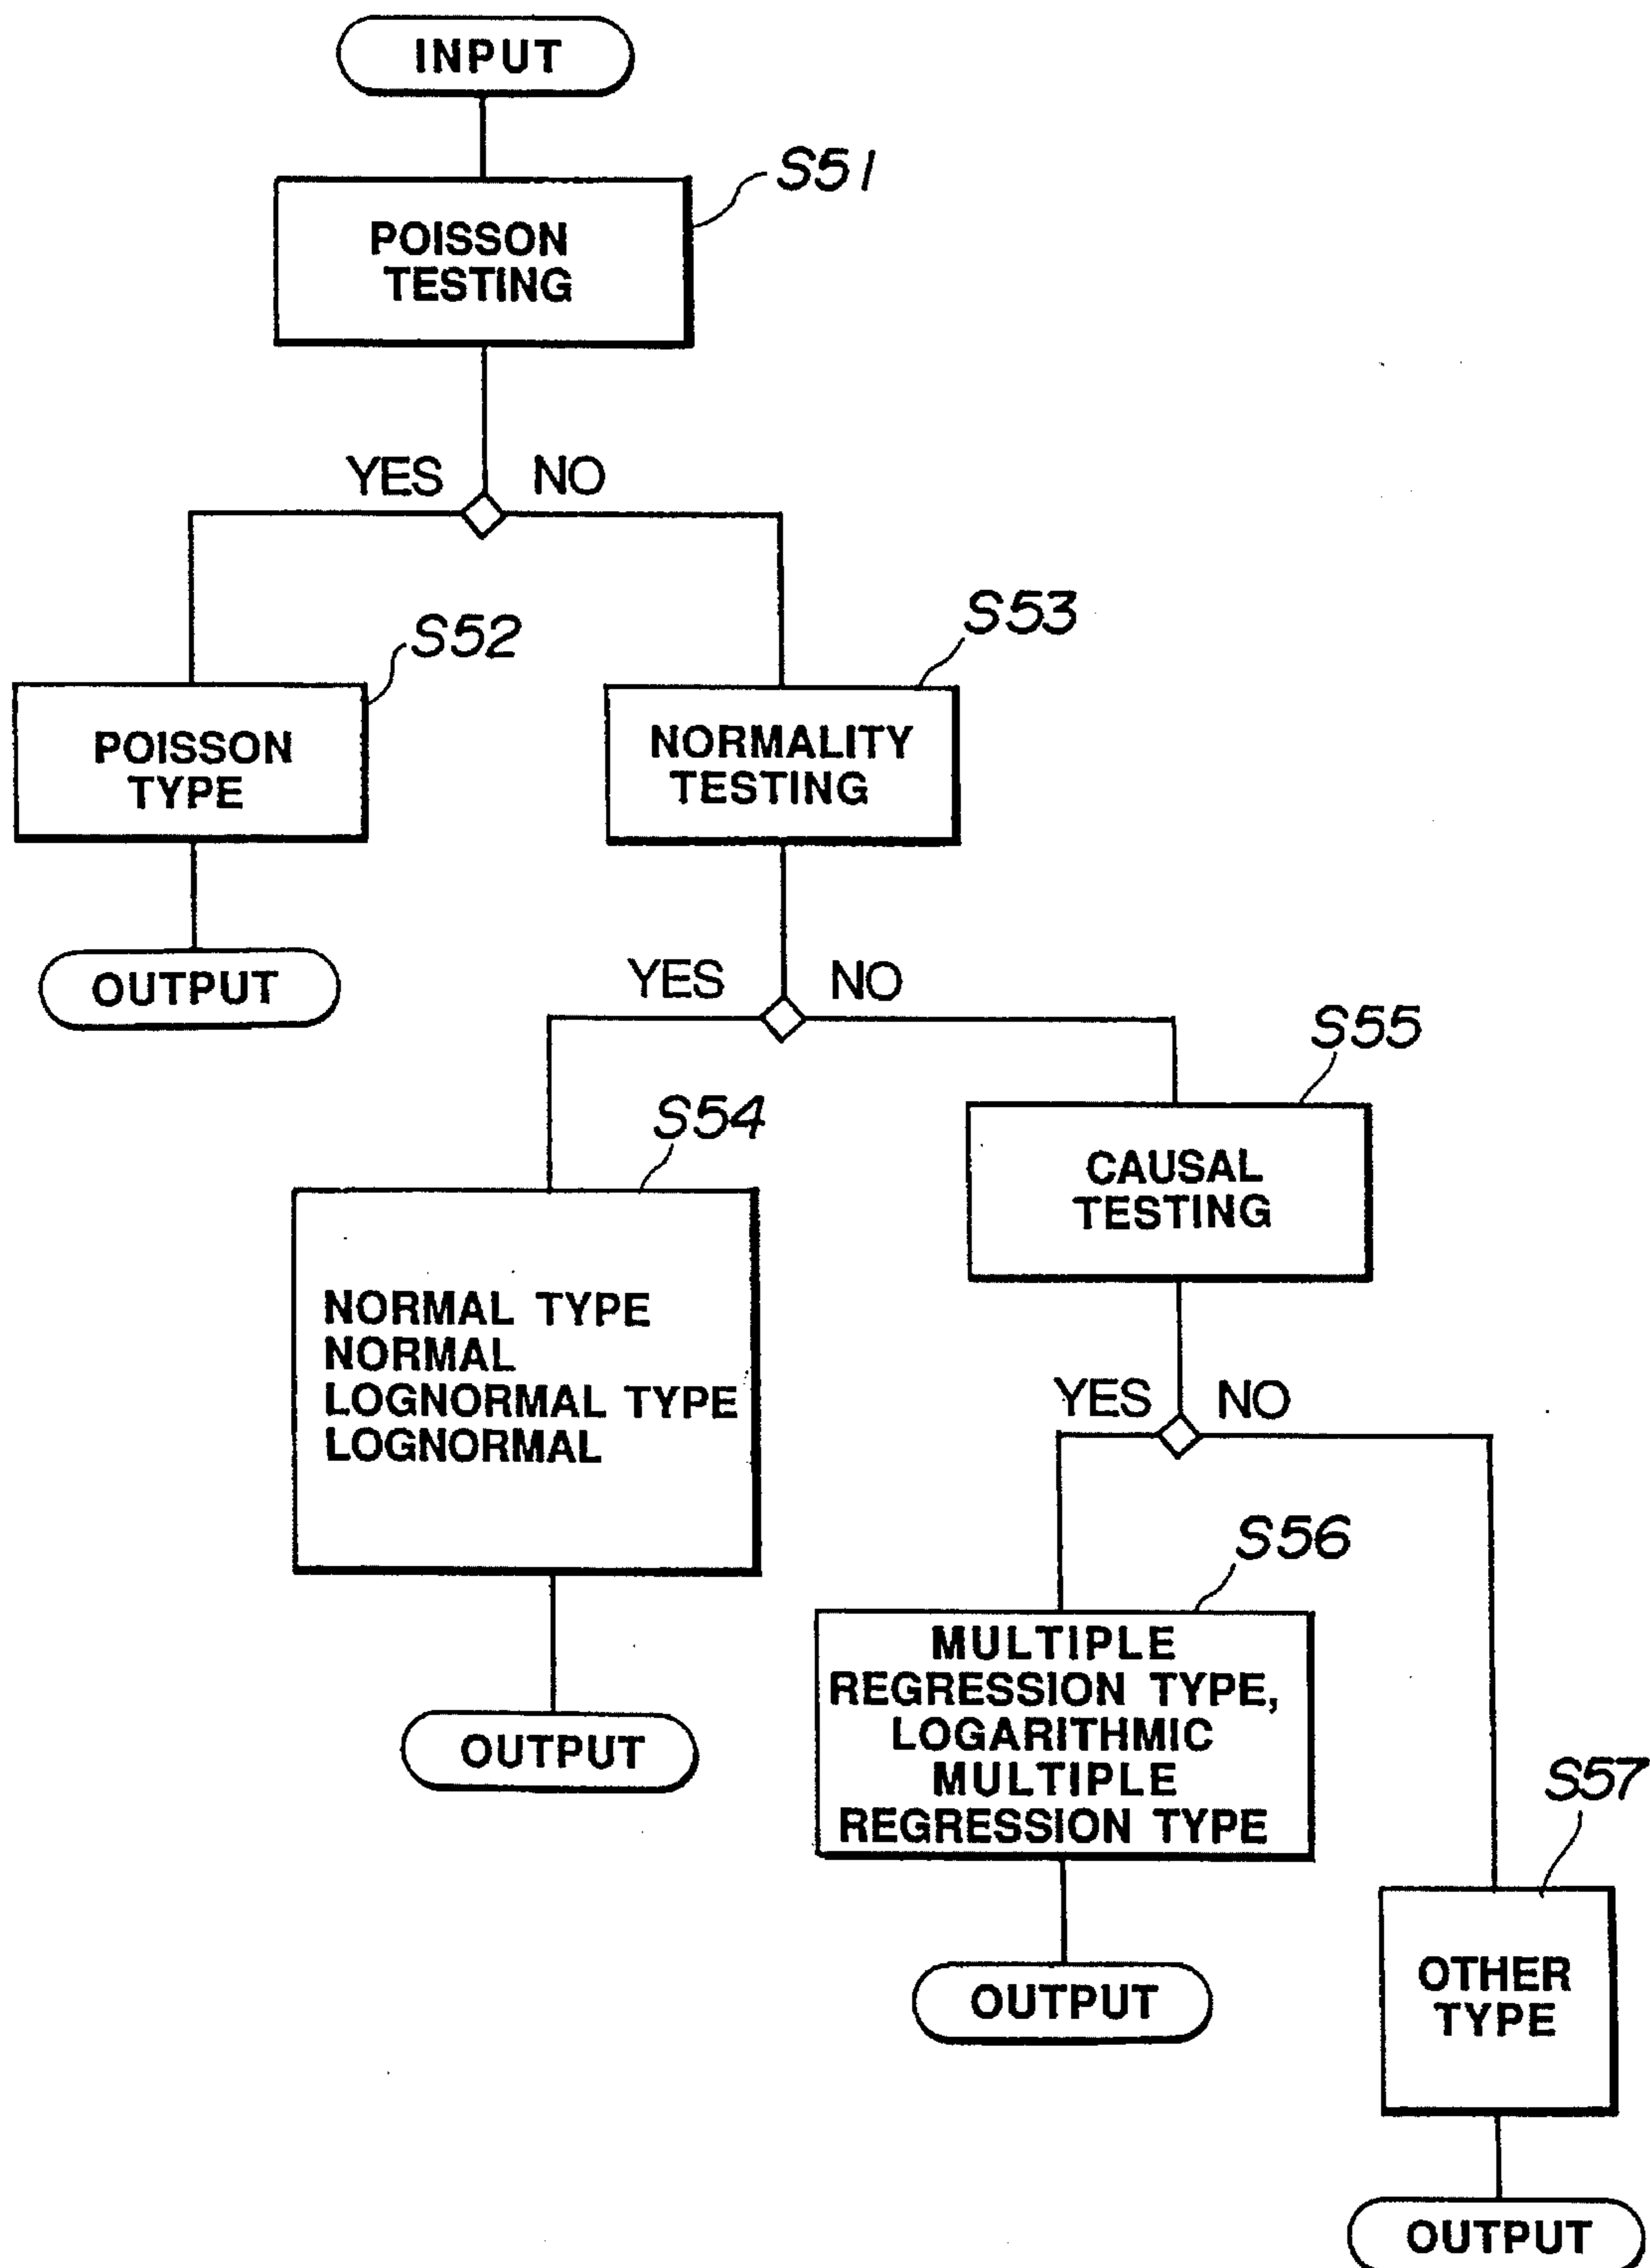 INPUT
S51
POISSON
TESTING
YES NO
S52
S53
POISSON
TYPE
NORMALITY
TESTING
OUTPUT
YES NO
S54
S55
NORMAL TYPE
NORMAL
LOGNORMAL TYPE
LOGNORMAL
CAUSAL
TESTING
YES NO
OUTPUT
S56
MULTIPLE
REGRESSION TYPE,
LOGARITHMIC
MULTIPLE
REGRESSION TYPE
S57
OUTPUT
OTHER
TYPE
OUTPUT